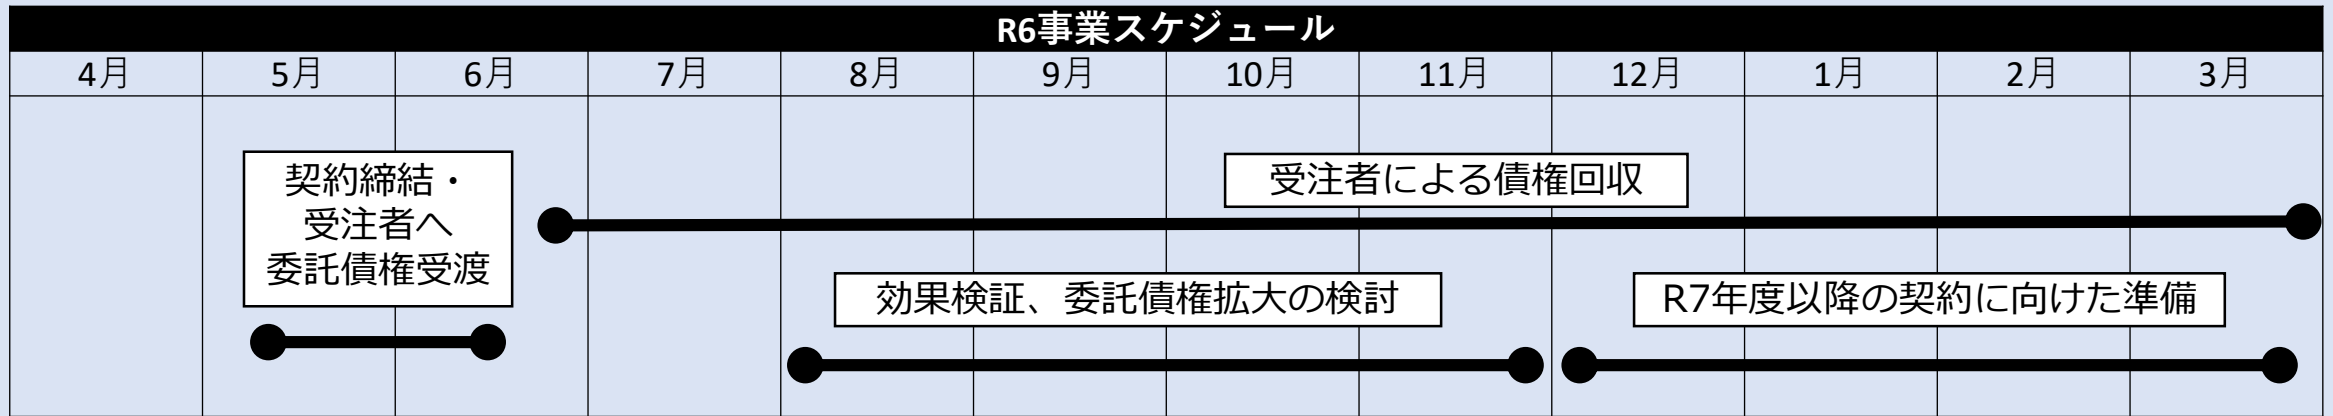 R6事業スケジュール
4月 5月 6月 7月 8月 9月 10月 11月 12月 1月 2月 3月
契約締結・
受注者へ
委託債権受渡
受注者による債権回収
効果検証、委託債権拡大の検討
R7年度以降の契約に向けた準備